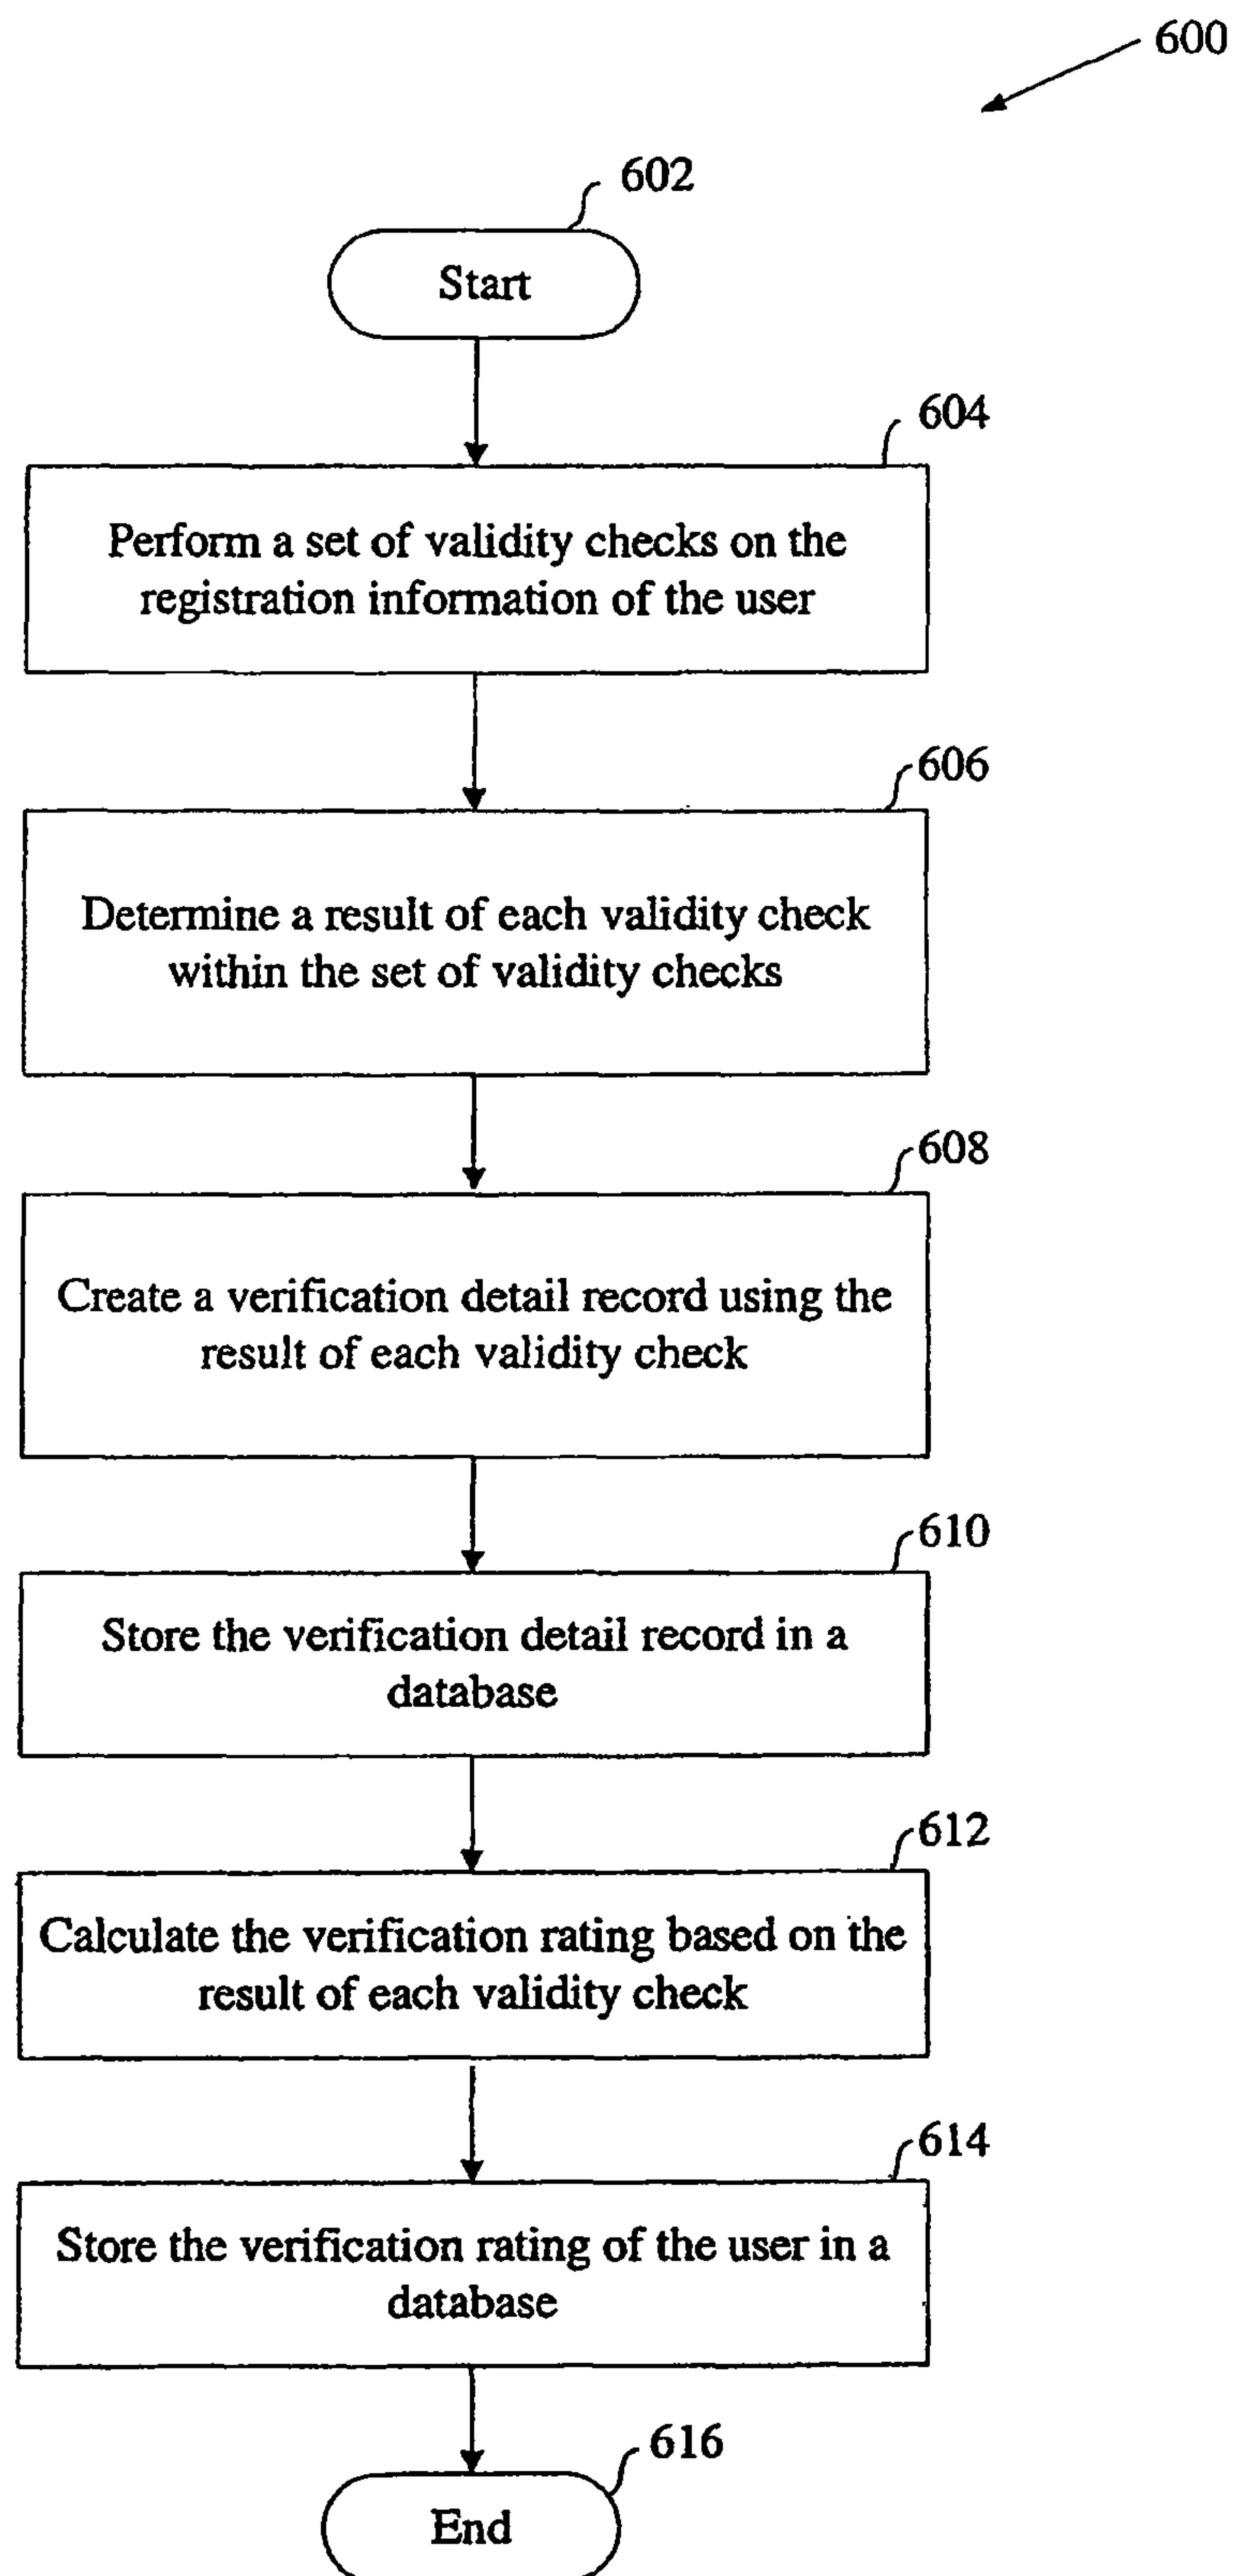 600
602
Start
604
Perform a set of validity checks on the
registration information of the user
606
Determine a result of each validity check
within the set of validity checks
608
Create a verification detail record using the
result of each validity check
610
Store the verification detail record in a
database
612
Calculate the verification rating based on the
result of each validity check
614
Store the verification rating of the user in a
database
616
End